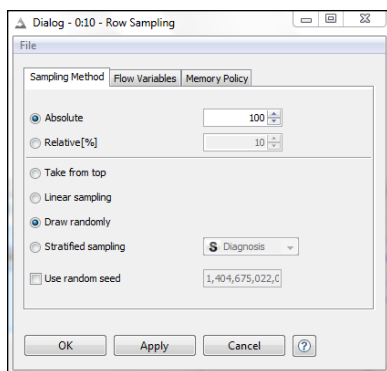 Dialog - 0:10 - Row Sampling
File
Sampling Method Flow Variables Memory Policy
Absolute 100
Relative[%] 10
Take from top
Linear sampling
Draw randomly
Stratified sampling S Diagnosis
Use random seed 1,404,675,022,0
OK Apply Cancel ?